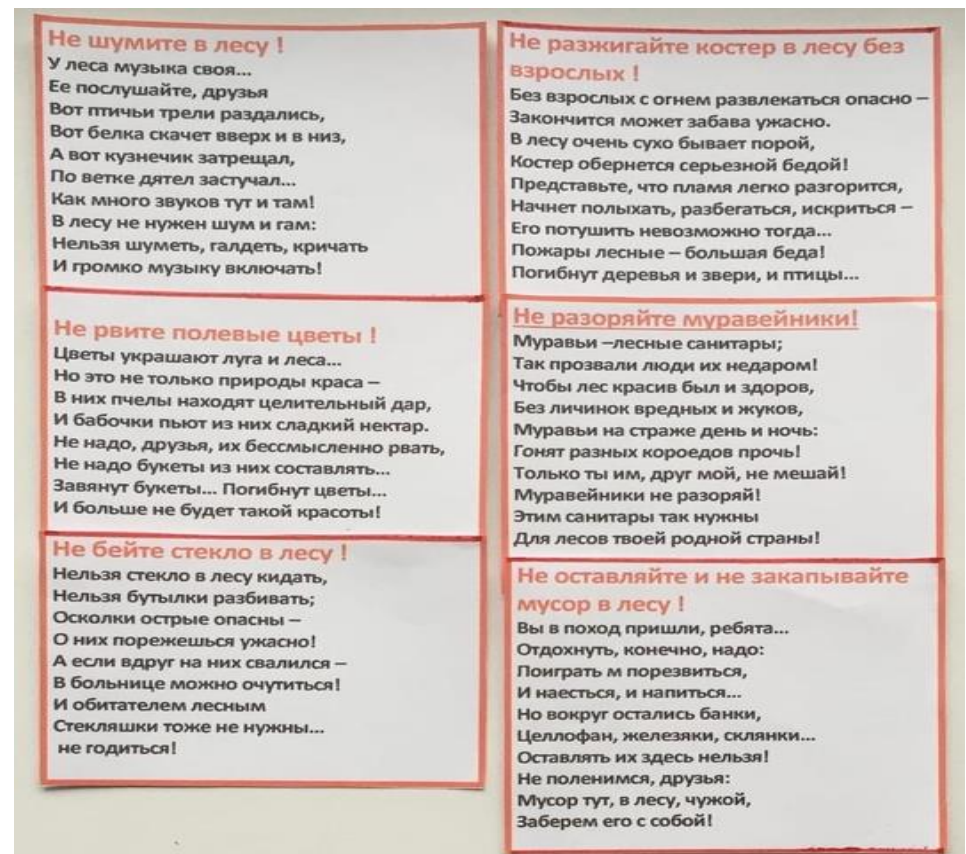 Не шумите в лесу !
У леса музыка своя...
Ее послушайте, друзья
Вот птичьи трели раздались,
Вот белка скачет вверх и в низ,
А вот кузнечик затрещал,
По ветке дятел застучал...
Как много звуков тут и там!
В лесу не нужен шум и гам:
Нельзя шуметь, галдеть, кричать
И громко музыку включать!
Не рвите полевые цветы !
Цветы украшают луга и леса...
Но это не только природы краса –
В них пчелы находят целительный дар,
И бабочки пьют из них сладкий нектар.
Не надо, друзья, их бессмысленно рвать,
Не надо букеты из них составлять...
Завянут букеты... Погибнут цветы...
И больше не будет такой красоты!
Не бейте стекло в лесу !
Нельзя стекло в лесу кидать,
Нельзя бутылки разбивать;
Осколки острые опасны –
О них порежешься ужасно!
А если вдруг на них свалился –
В больнице можно очутиться!
И обитателем лесным
Стекляшки тоже не нужны...
не годиться!
Не разжигайте костер в лесу без
взрослых !
Без взрослых с огнем развлекаться опасно –
Закончится может забава ужасно.
В лесу очень сухо бывает порой,
Костер обернется серьезной бедой!
Представьте, что пламя легко разгорится,
Начнет полыхать, разбегаться, искриться –
Его потушить невозможно тогда...
Пожары лесные – большая беда!
Погибнут деревья и звери, и птицы...
Не разоряйте муравейники!
Муравьи –лесные санитары;
Так прозвали люди их недаром!
Чтобы лес красив был и здоров,
Без личинок вредных и жуков,
Муравьи на страже день и ночь:
Гонят разных короедов прочь!
Только ты им, друг мой, не мешай!
Муравейники не разоряй!
Этим санитары так нужны
Для лесов твоей родной страны!
Не оставляйте и не закапывайте
мусор в лесу !
Вы в поход пришли, ребята...
Отдохнуть, конечно, надо:
Поиграть м порезвиться,
И наесться, и напиться...
Но вокруг остались банки,
Целлофан, железяки, склянки...
Оставлять их здесь нельзя!
Не поленимся, друзья:
Мусор тут, в лесу, чужой,
Заберем его с собой!